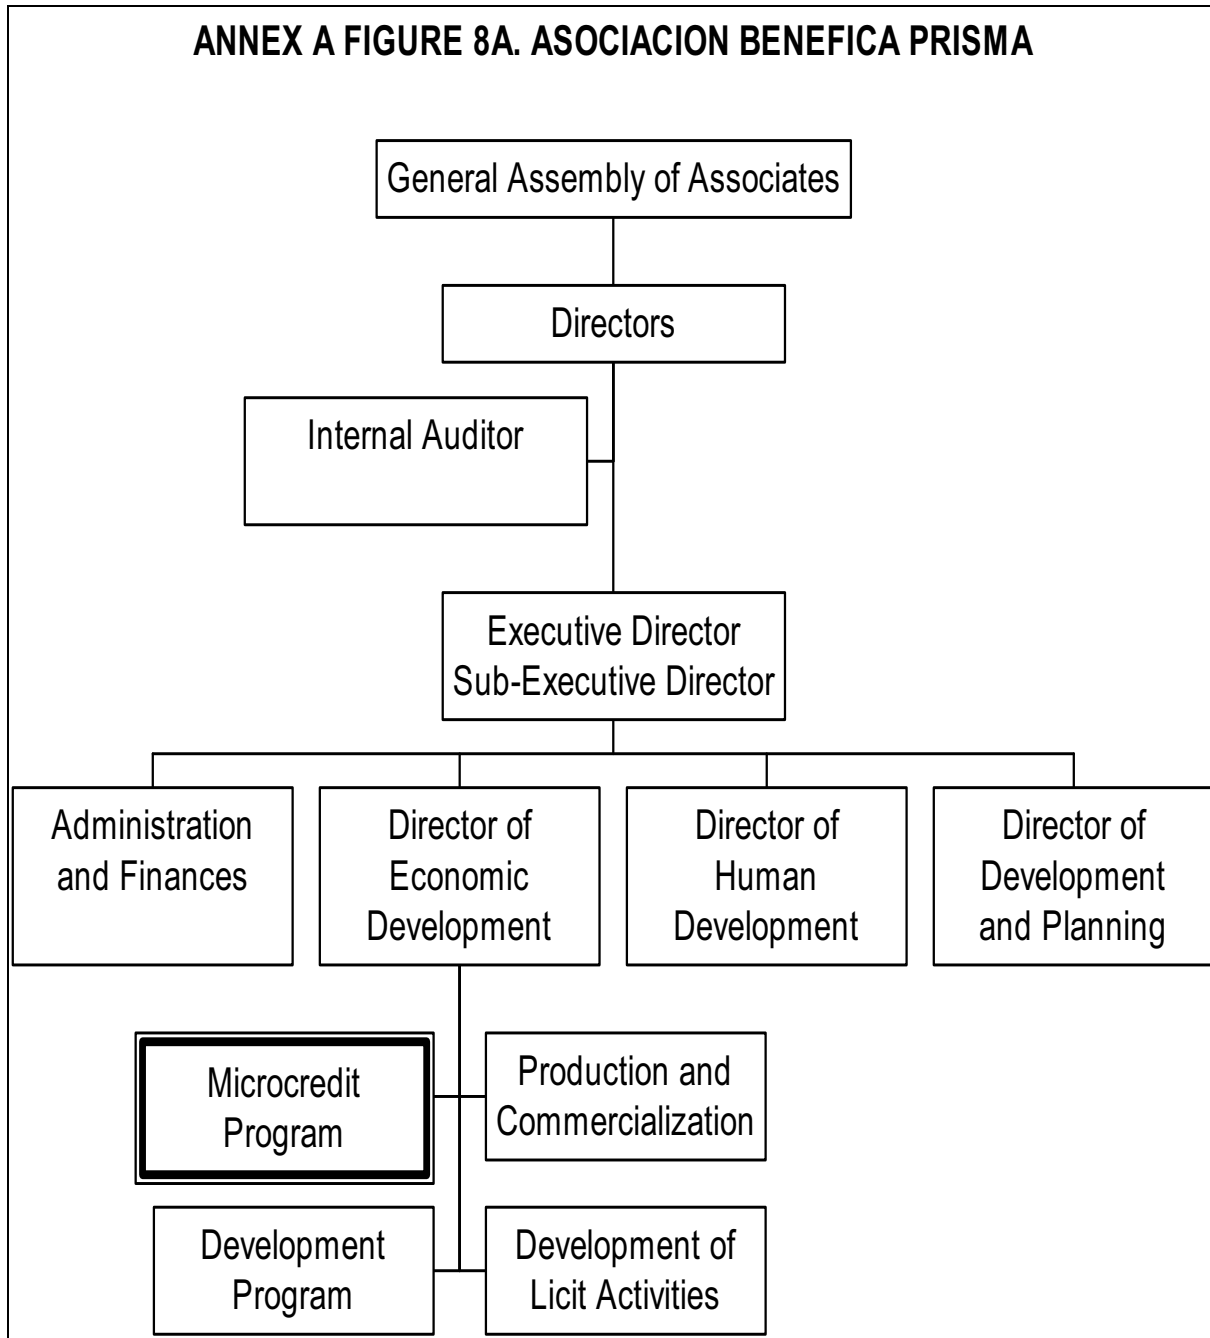 ANNEX A FIGURE 8A. ASOCIACION BENEFICA PRISMA
General Assembly of Associates
Directors
Internal Auditor
Executive Director
Sub-Executive Director
Administration
and Finances
Director of
Economic
Development
Director of
Human
Development
Director of
Development
and Planning
Microcredit
Program
Production and
Commercialization
Development
Program
Development of
Licit Activities